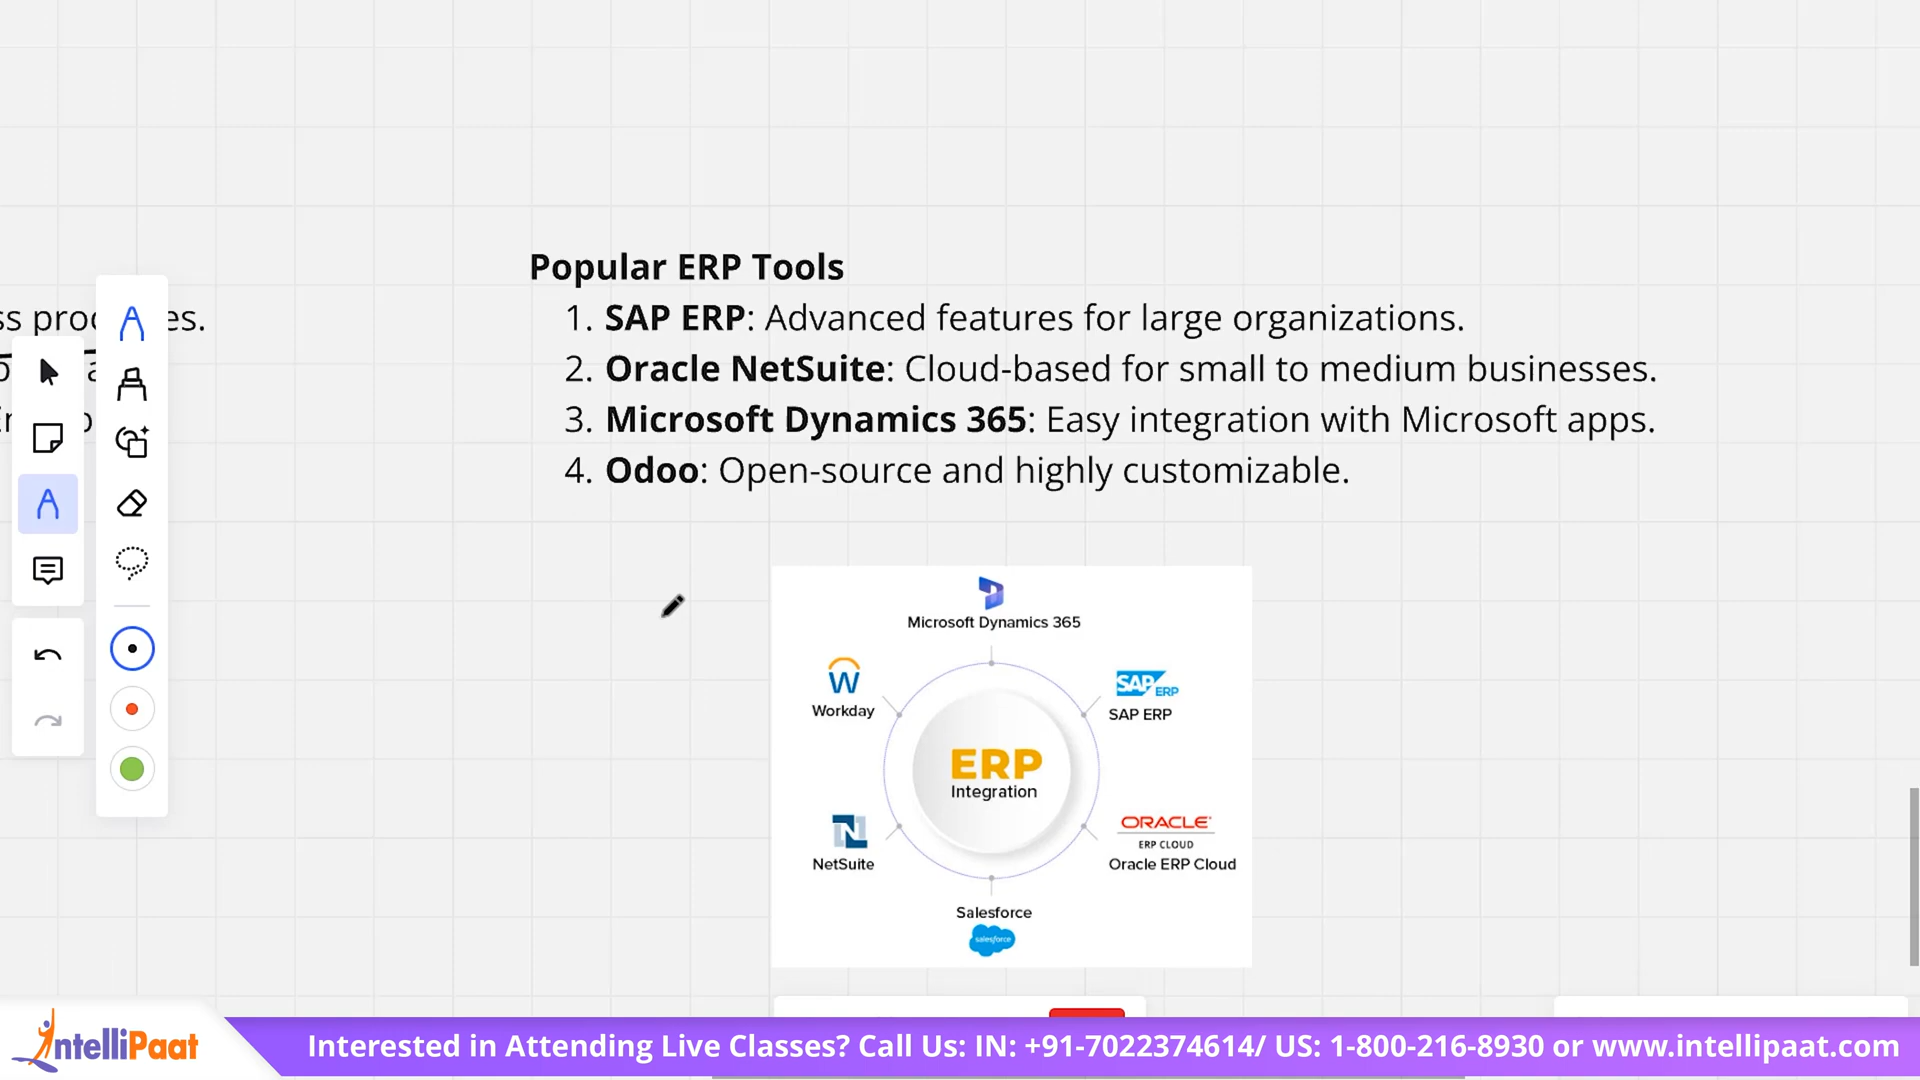 Popular ERP Tools
1. SAP ERP: Advanced features for large organizations.
2. Oracle NetSuite: Cloud-based for small to medium businesses.
3. Microsoft Dynamics 365: Easy integration with Microsoft apps.
4. Odoo: Open-source and highly customizable.
Microsoft Dynamics 365
W
Workday
SAP ERP
SAP ERP
ERP
Integration
N
NetSuite
ORACLE
ERP CLOUD
Oracle ERP Cloud
Salesforce
salesforce
IntelliPaat
Interested in Attending Live Classes? Call Us: IN: +91-7022374614/ US: 1-800-216-8930 or www.intellipaat.com